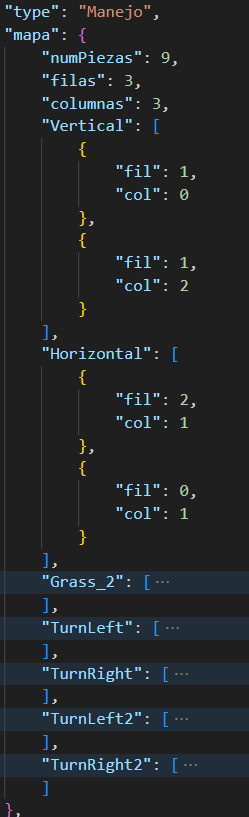 "type": "Manejo",
"mapa": {
"numPiezas": 9,
"filas": 3,
"columnas": 3,
"Vertical": [
{
"fil": 1,
"col": 0
},
{
"fil": 1,
"col": 2
}
],
"Horizontal": [
{
"fil": 2,
"col": 1
},
{
"fil": 0,
"col": 1
}
],
"Grass_2": [ ···
],
"TurnLeft": [ ···
],
"TurnRight": [ ···
],
"TurnLeft2": [ ···
],
"TurnRight2": [ ···
]
},